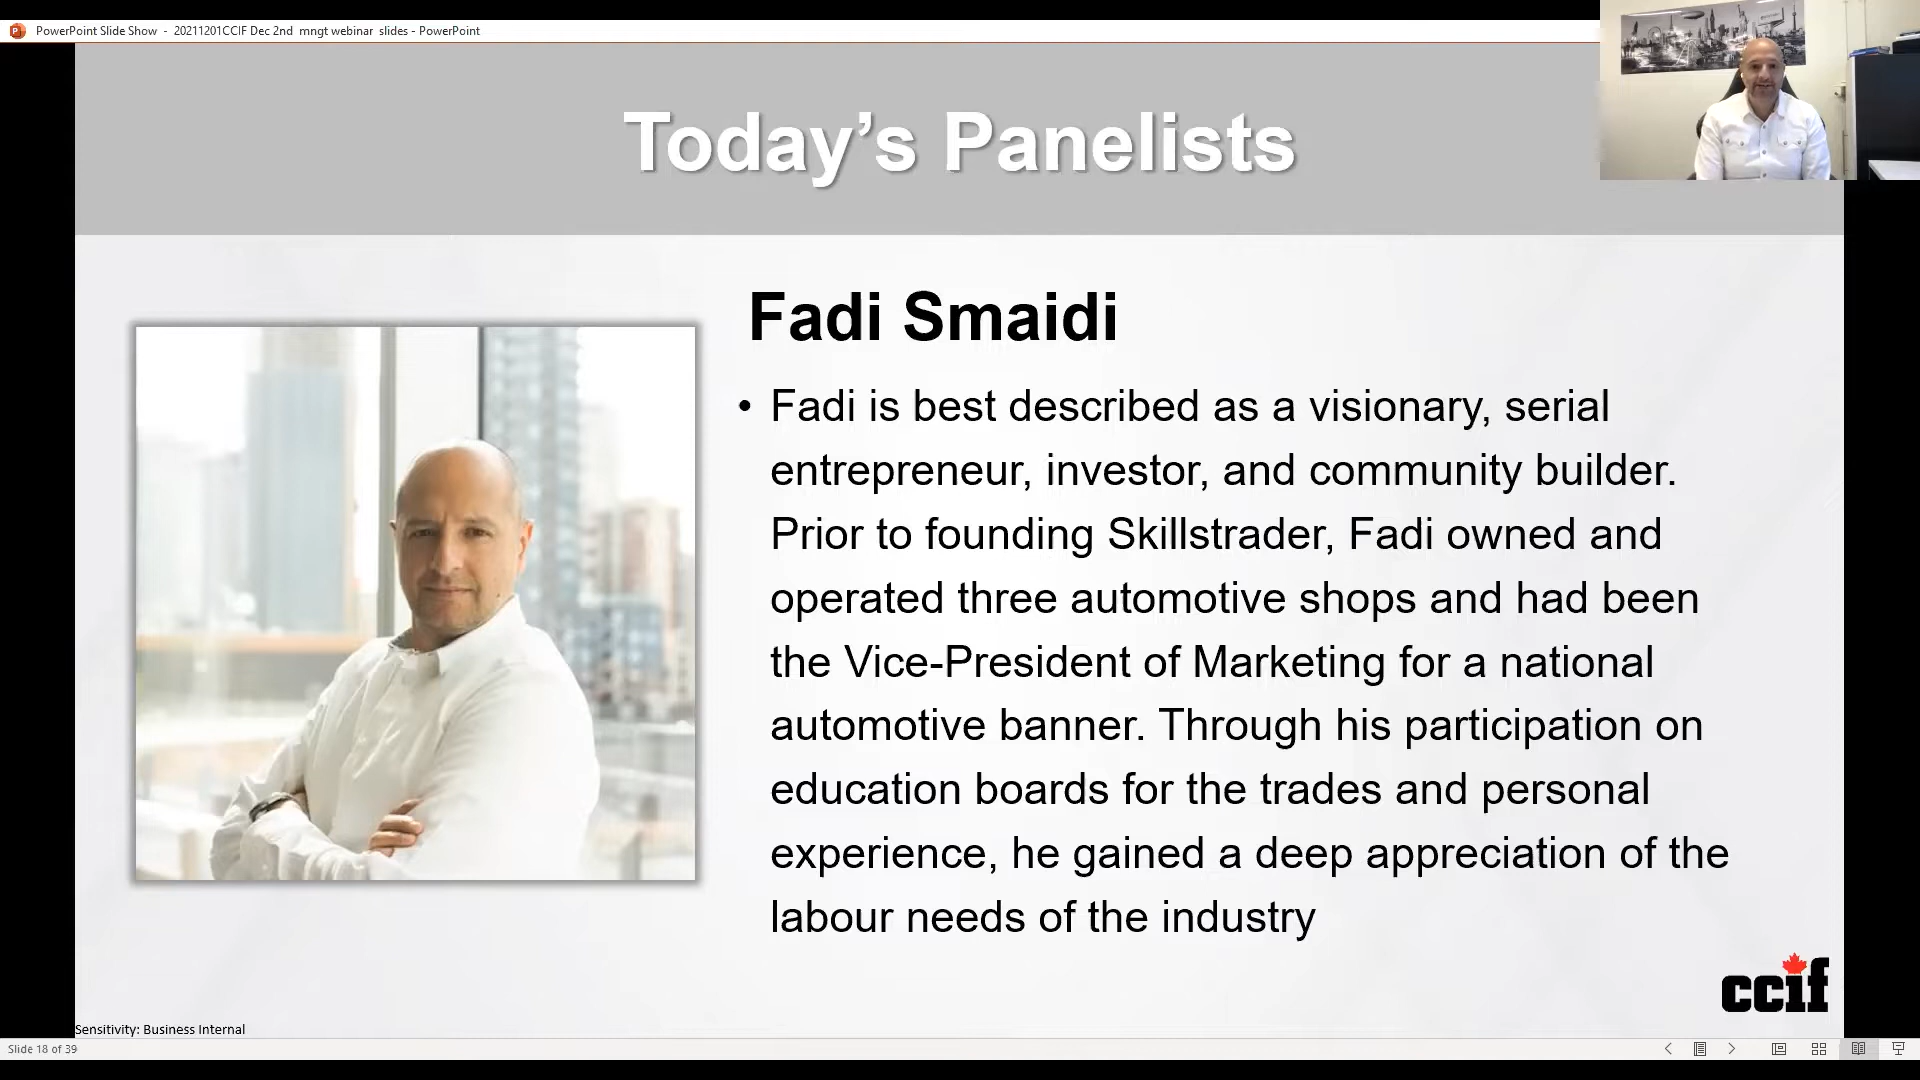 PowerPoint Slide Show - 20211201CCIF Dec 2nd mngt webinar slides - PowerPoint
Today’s Panelists
Fadi Smaidi
• Fadi is best described as a visionary, serial
entrepreneur, investor, and community builder.
Prior to founding Skillstrader, Fadi owned and
operated three automotive shops and had been
the Vice-President of Marketing for a national
automotive banner. Through his participation on
education boards for the trades and personal
experience, he gained a deep appreciation of the
labour needs of the industry
ccif
Sensitivity: Business Internal
Slide 18 of 39